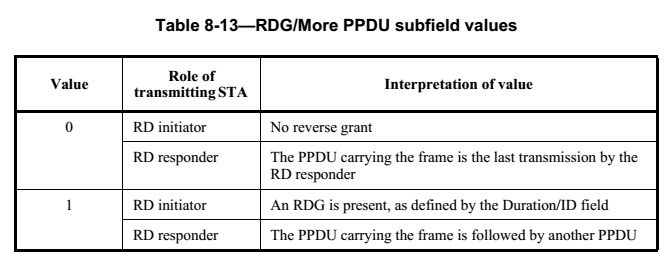 Table 8-13—RDG/More PPDU subfield values
Value
Role of
transmitting STA
Interpretation of value
0
RD initiator
No reverse grant
RD responder
The PPDU carrying the frame is the last transmission by the
RD responder
1
RD initiator
An RDG is present, as defined by the Duration/ID field
RD responder
The PPDU carrying the frame is followed by another PPDU